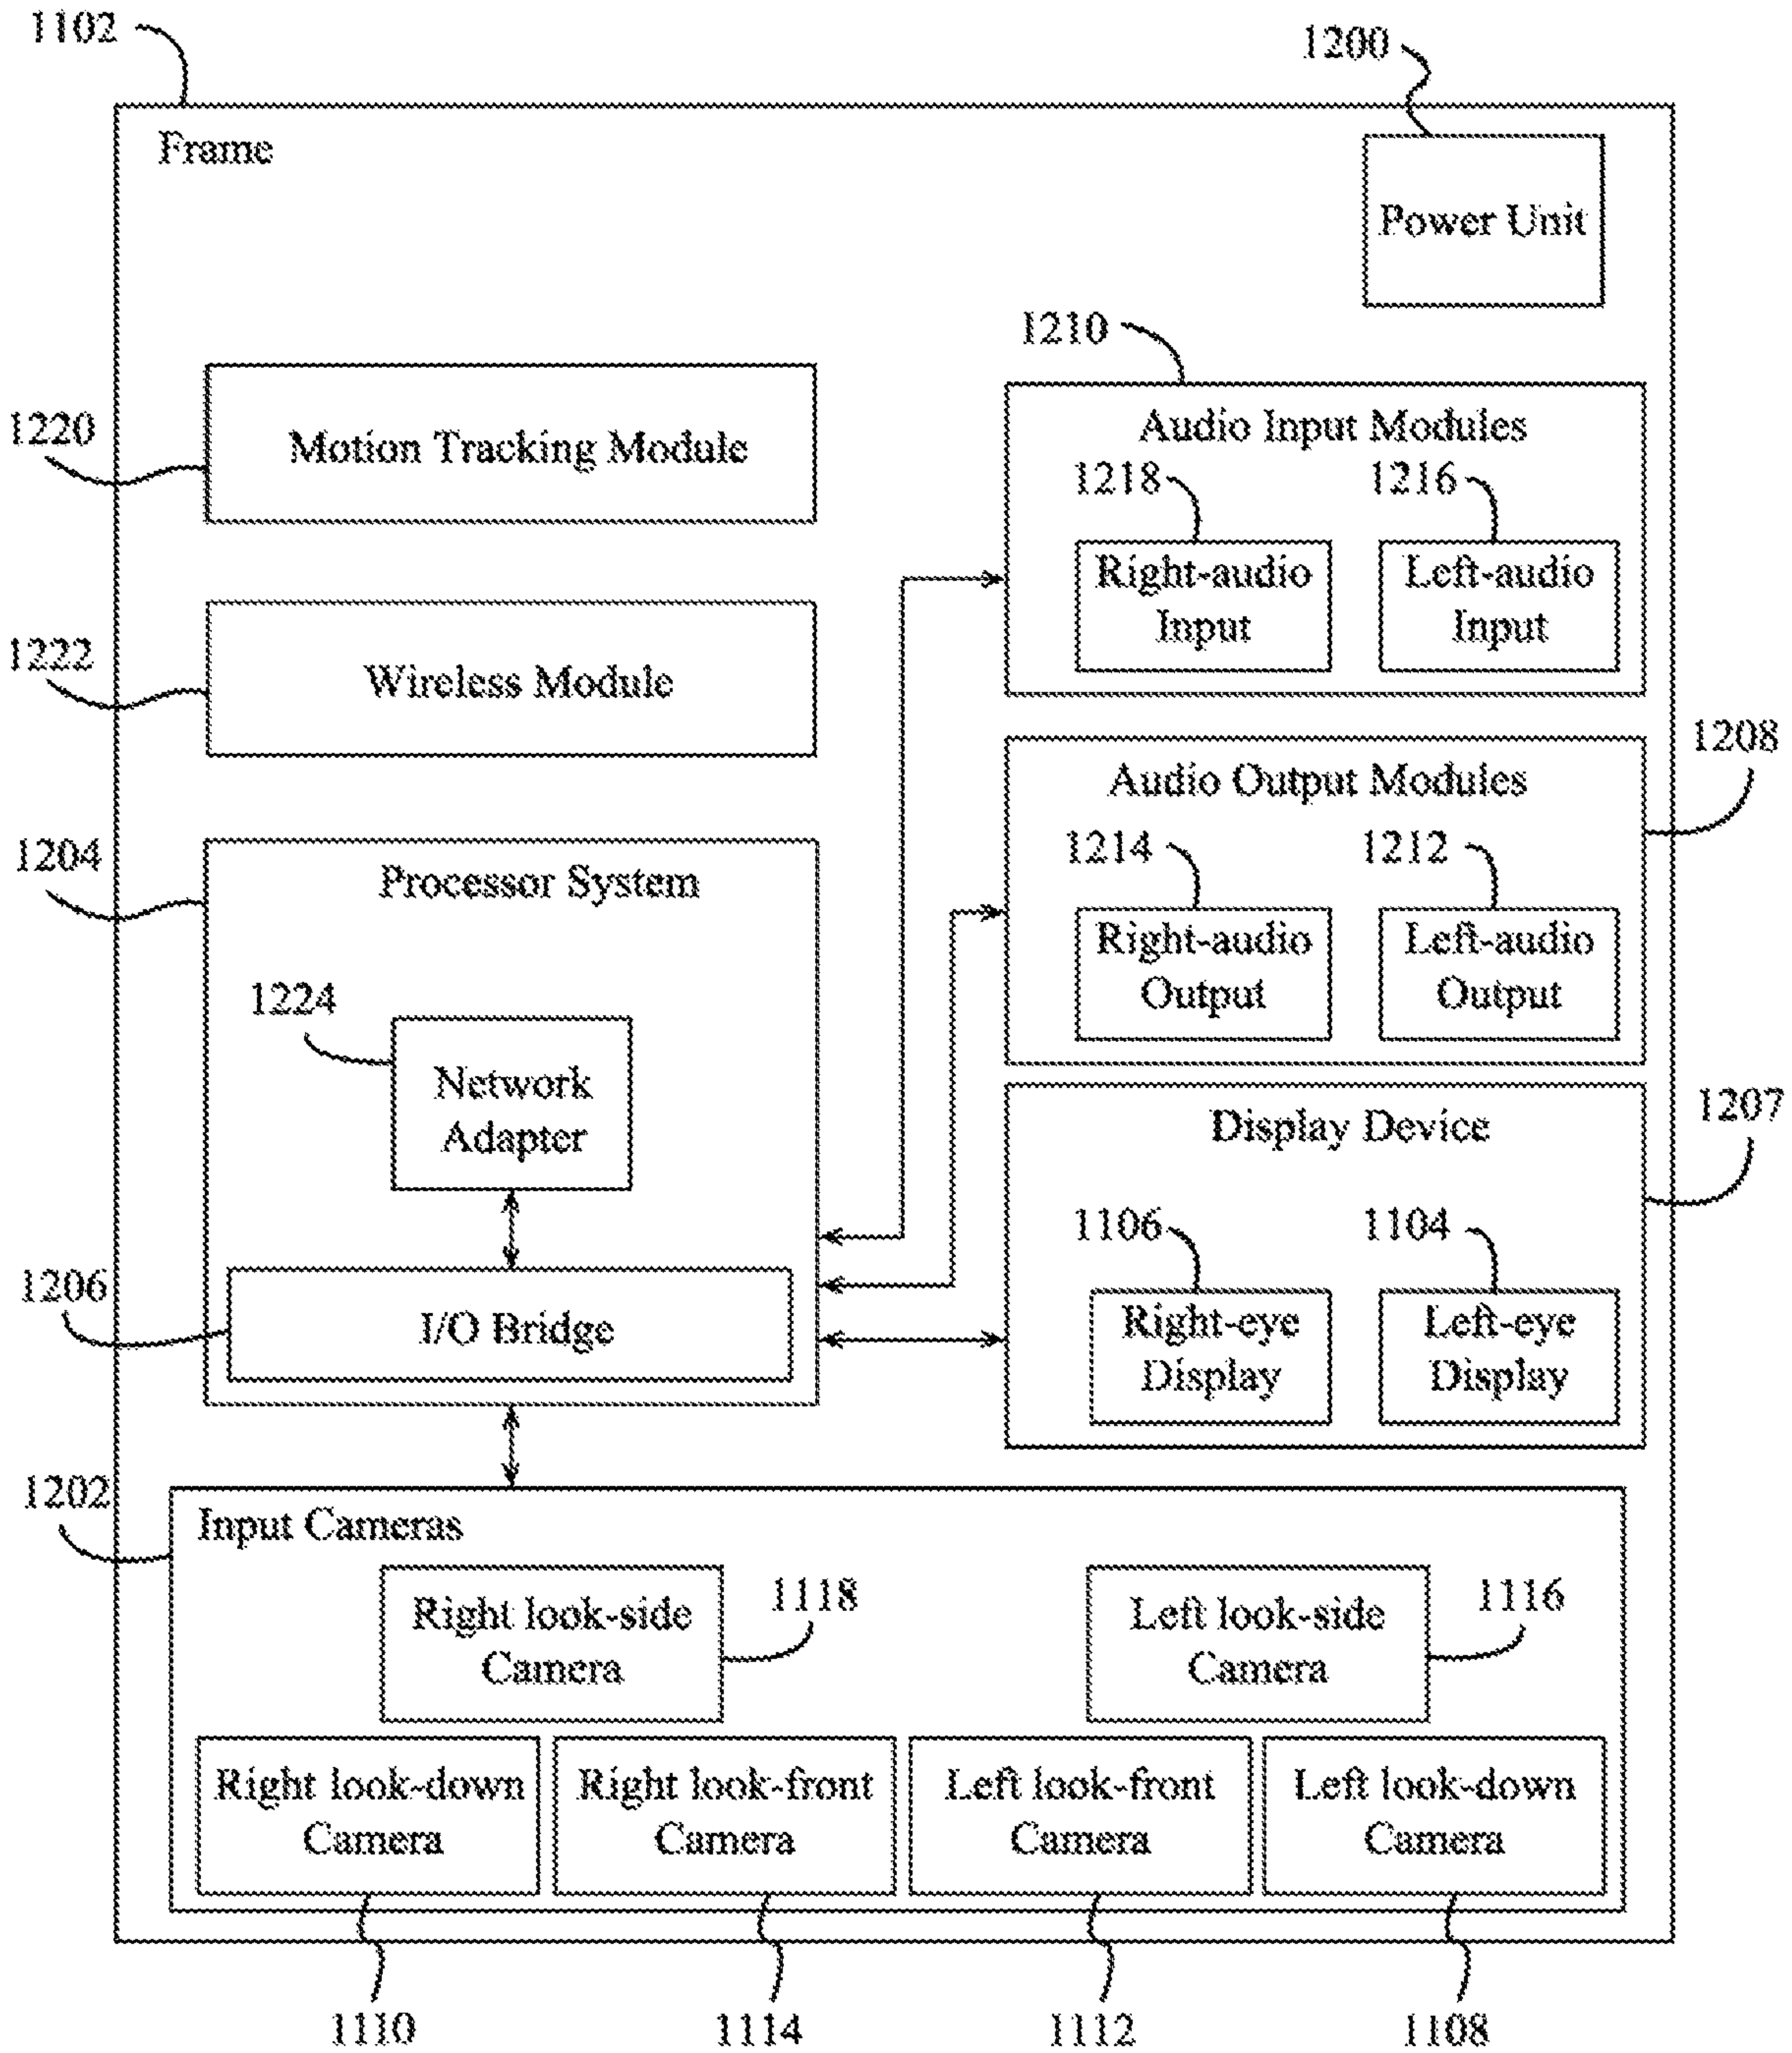 1102
1200
Frame
Power Unit
1210
1220
Motion Tracking Module
Audio Input Modules
1218
1216
Right-audio
Input
Left-audio
Input
1222
Wireless Module
1208
Audio Output Modules
1214
1212
Right-audio
Output
Left-audio
Output
1204
Processor System
1224
Network
Adapter
1207
Display Device
1106
1104
Right-eye
Display
Left-eye
Display
1206
I/O Bridge
1202
Input Cameras
Right look-side
Camera
1118
Left look-side
Camera
1116
Right look-down
Camera
Right look-front
Camera
Left look-front
Camera
Left look-down
Camera
1110
1114
1112
1108